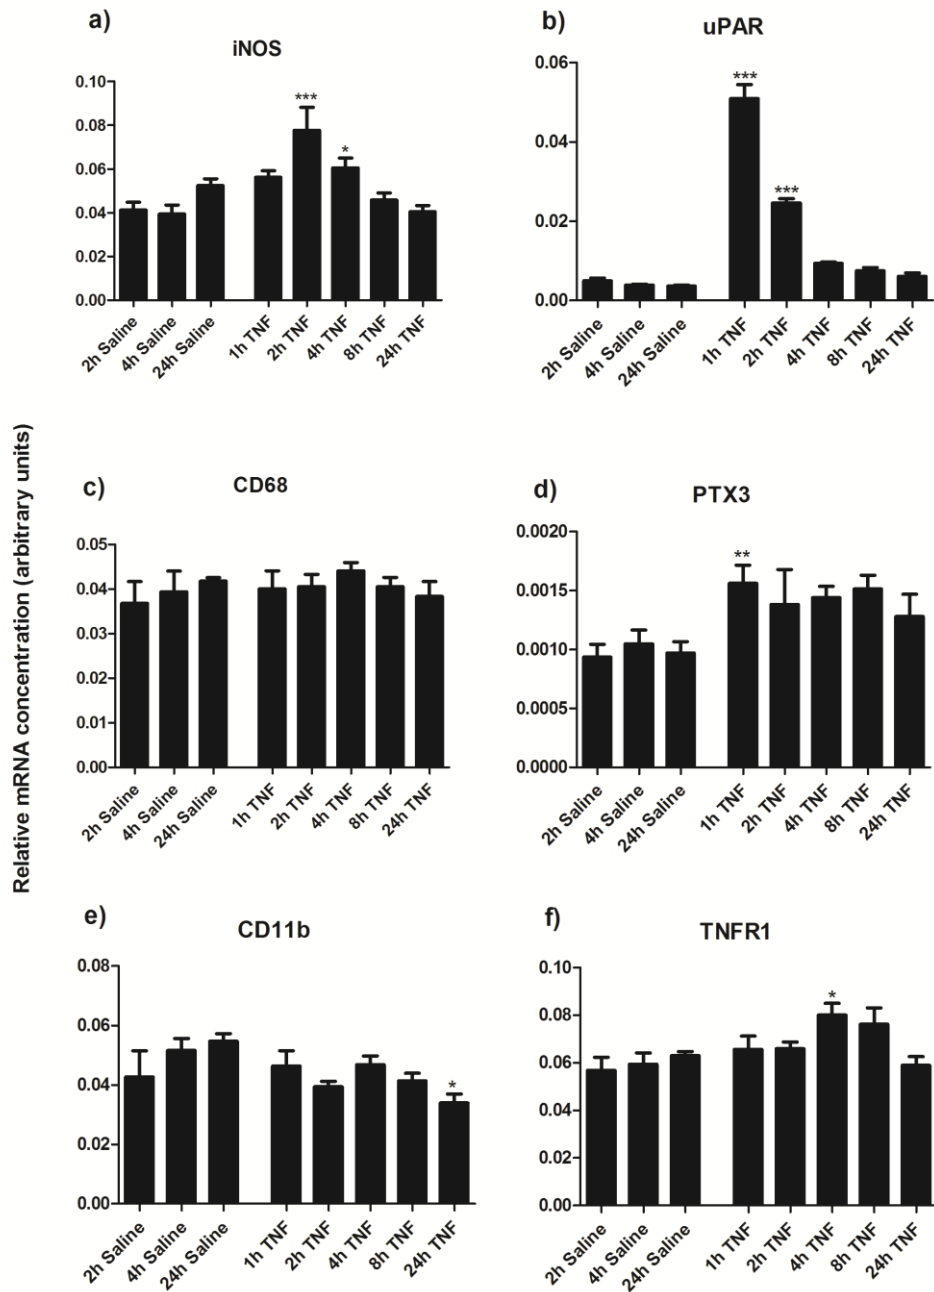 a)
iNOS
0.10
0.08
0.06
0.04
0.02
0.00
***
*
2h Saline
4h Saline
24h Saline
1h TNF
2h TNF
4h TNF
8h TNF
24h TNF
b)
uPAR
0.06
0.04
0.02
0.00
***
***
2h Saline
4h Saline
24h Saline
1h TNF
2h TNF
4h TNF
8h TNF
24h TNF
Relative mRNA concentration (arbitrary units)
c)
CD68
0.05
0.04
0.03
0.02
0.01
0.00
2h Saline
4h Saline
24h Saline
1h TNF
2h TNF
4h TNF
8h TNF
24h TNF
d)
PTX3
0.0020
0.0015
0.0010
0.0005
0.0000
**
2h Saline
4h Saline
24h Saline
1h TNF
2h TNF
4h TNF
8h TNF
24h TNF
e)
CD11b
0.08
0.06
0.04
0.02
0.00
*
2h Saline
4h Saline
24h Saline
1h TNF
2h TNF
4h TNF
8h TNF
24h TNF
f)
TNFR1
0.10
0.08
0.06
0.04
0.02
0.00
*
2h Saline
4h Saline
24h Saline
1h TNF
2h TNF
4h TNF
8h TNF
24h TNF